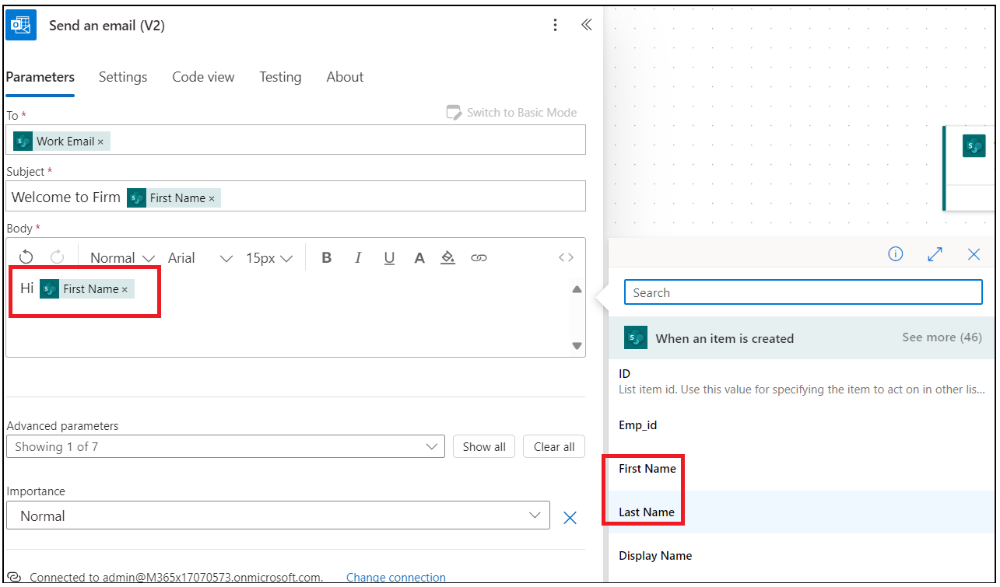 Send an email (V2)
Parameters Settings Code view Testing About
To *
Switch to Basic Mode
Work Email ×
Subject *
Welcome to Firm First Name ×
Body *
Normal Arial 15px B I U A <>
Hi First Name ×
Advanced parameters
Showing 1 of 7 Show all Clear all
Importance
Normal
Connected to admin@M365x17070573.onmicrosoft.com. Change connection
Search
When an item is created See more (46)
ID
List item id. Use this value for specifying the item to act on in other lis...
Emp_id
First Name
Last Name
Display Name